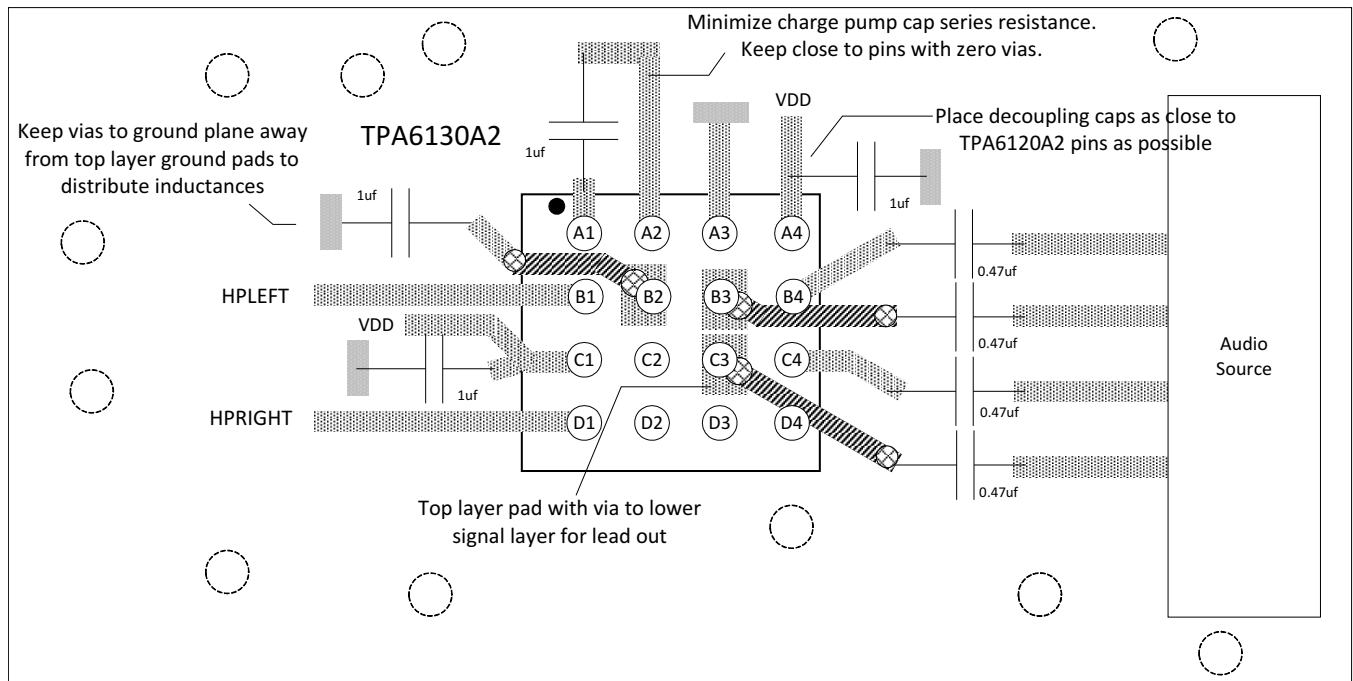 Minimize charge pump cap series resistance.
Keep close to pins with zero vias.
VDD
Place decoupling caps as close to
TPA6120A2 pins as possible
Keep vias to ground plane away
from top layer ground pads to
distribute inductances
TPA6130A2
1uf
1uf
1uf
A1
A2
A3
A4
0.47uf
HPLEFT
B1
B2
B3
B4
0.47uf
VDD
1uf
C1
C2
C3
C4
Audio
Source
0.47uf
HPRIGHT
D1
D2
D3
D4
0.47uf
Top layer pad with via to lower
signal layer for lead out